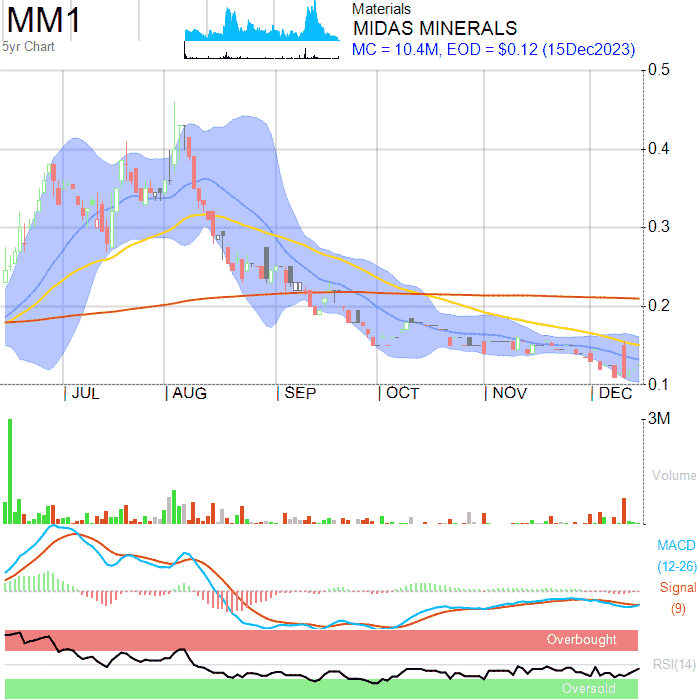 MM1
5yr Chart
Materials
MIDAS MINERALS
MC = 10.4M, EOD = $0.12 (15Dec2023)
0.5
0.4
0.3
0.2
0.1
JUL AUG SEP OCT NOV DEC
3M
Volume
MACD
(12-26)
Signal
(9)
Overbought
RSI(14)
Oversold